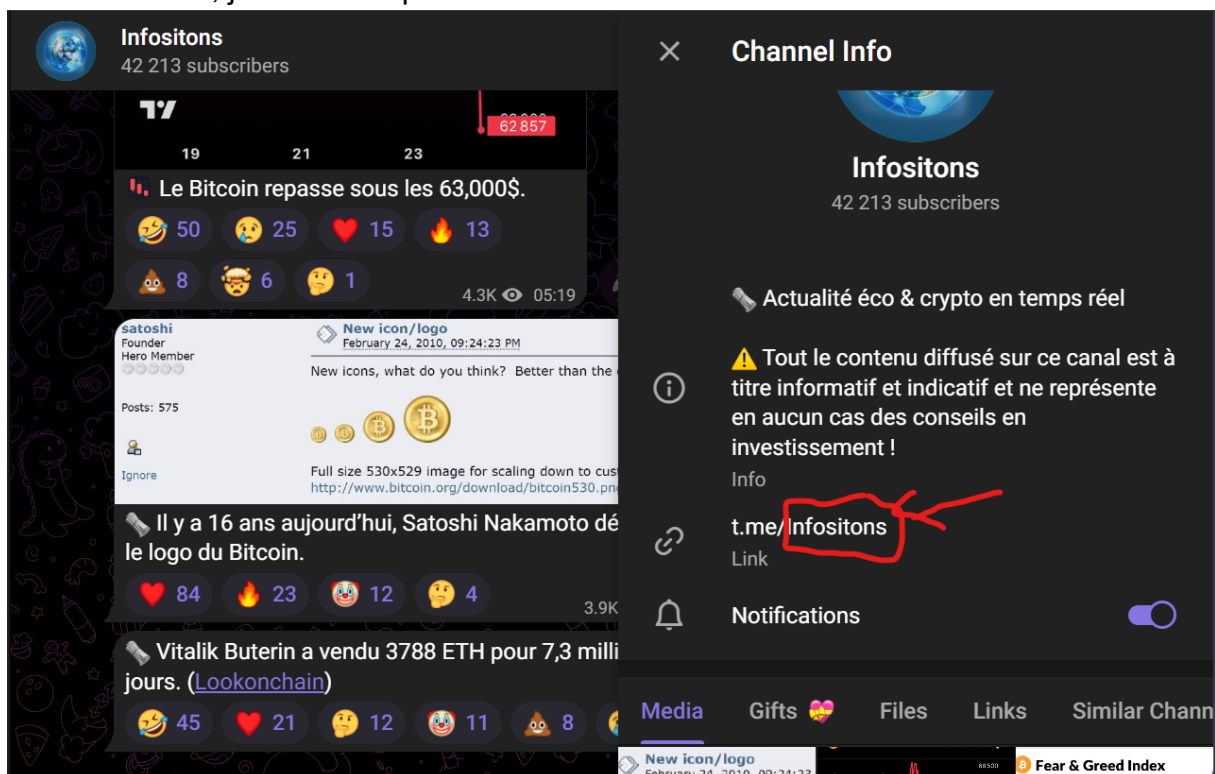 Infositons
42 213 subscribers
62 857
19 21 23
Le Bitcoin repasse sous les 63,000$.
50 25 15 13
8 6 1
4.3K 05:19
satoshi
Founder
Hero Member
Posts: 575
Ignore
New icon/logo
February 24, 2010, 09:24:23 PM
New icons, what do you think? Better than the
Full size 530x529 image for scaling down to cus
http://www.bitcoin.org/download/bitcoin530.pn
Il y a 16 ans aujourd’hui, Satoshi Nakamoto dé
le logo du Bitcoin.
84 23 12 4
3.9K
Vitalik Buterin a vendu 3788 ETH pour 7,3 milli
jours. (Lookonchain)
45 21 12 11 8
Channel Info
Infositons
42 213 subscribers
Actualité éco & crypto en temps réel
Tout le contenu diffusé sur ce canal est à
titre informatif et indicatif et ne représente
en aucun cas des conseils en
investissement !
Info
t.me/Infositons
Link
Notifications
Media Gifts Files Links Similar Chann
New icon/logo
Fear & Greed Index